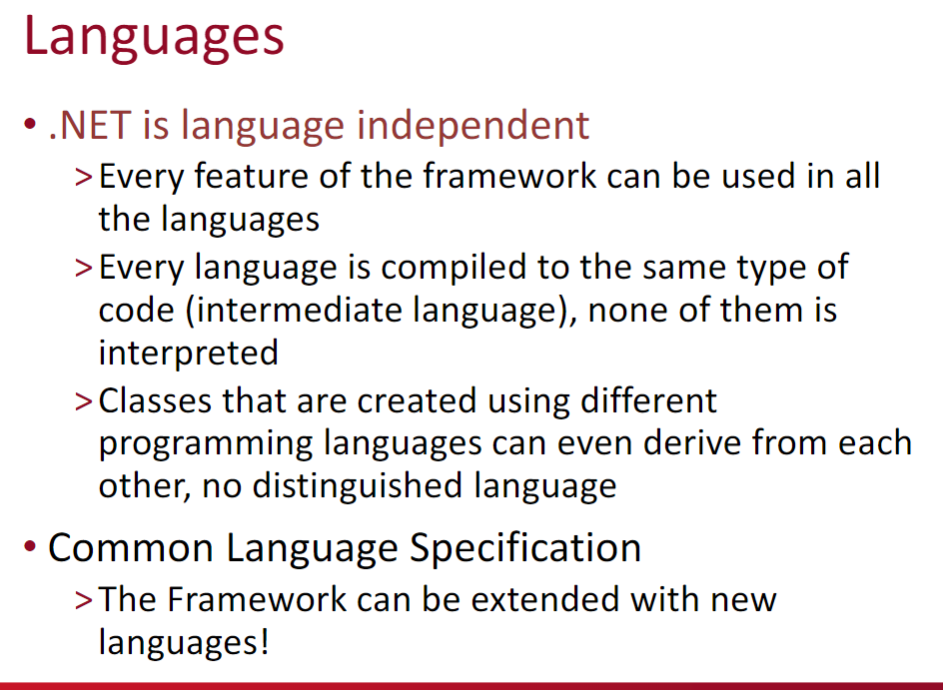 Languages
• .NET is language independent
>Every feature of the framework can be used in all
the languages
>Every language is compiled to the same type of
code (intermediate language), none of them is
interpreted
>Classes that are created using different
programming languages can even derive from each
other, no distinguished language
• Common Language Specification
>The Framework can be extended with new
languages!